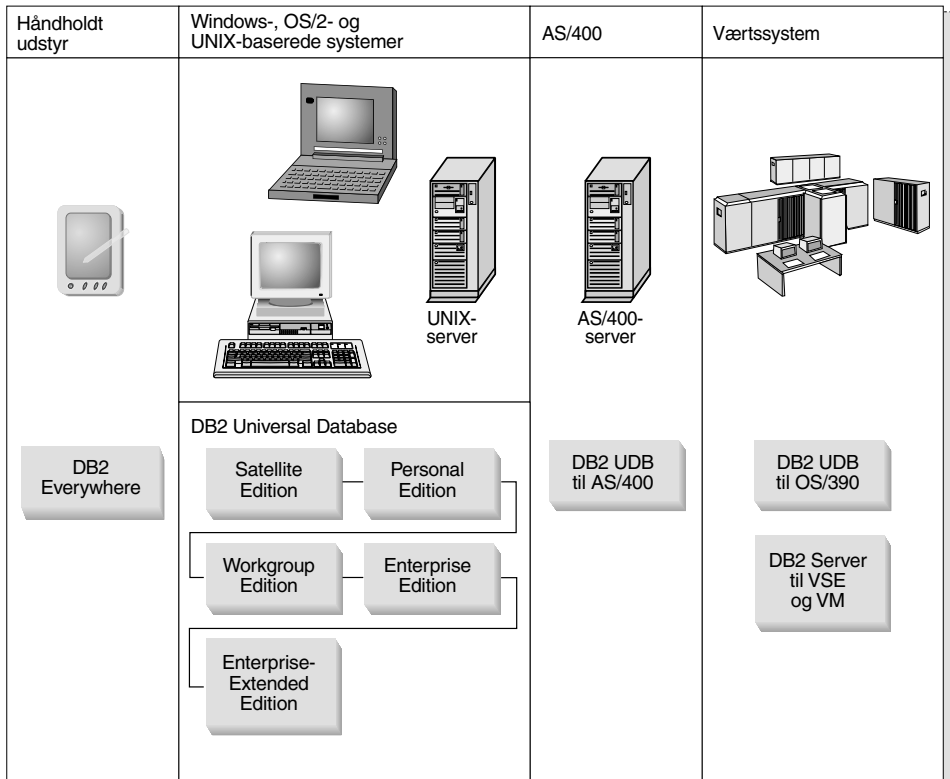 Håndholdt
udstyr
Windows-, OS/2- og
UNIX-baserede systemer
AS/400
Værtssystem
UNIX-
server
AS/400-
server
DB2 Universal Database
DB2
Everywhere
Satellite
Edition
Personal
Edition
Workgroup
Edition
Enterprise
Edition
Enterprise-
Extended
Edition
DB2 UDB
til AS/400
DB2 UDB
til OS/390
DB2 Server
til VSE
og VM